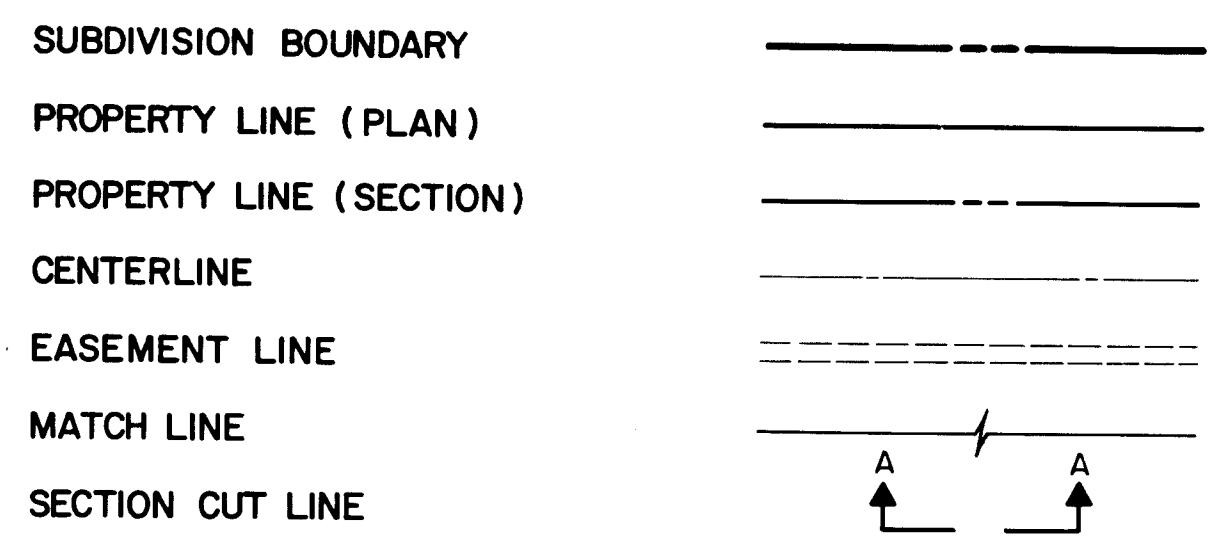 SUBDIVISION BOUNDARY
PROPERTY LINE (PLAN)
PROPERTY LINE (SECTION)
CENTERLINE
EASEMENT LINE
MATCH LINE
A A
SECTION CUT LINE